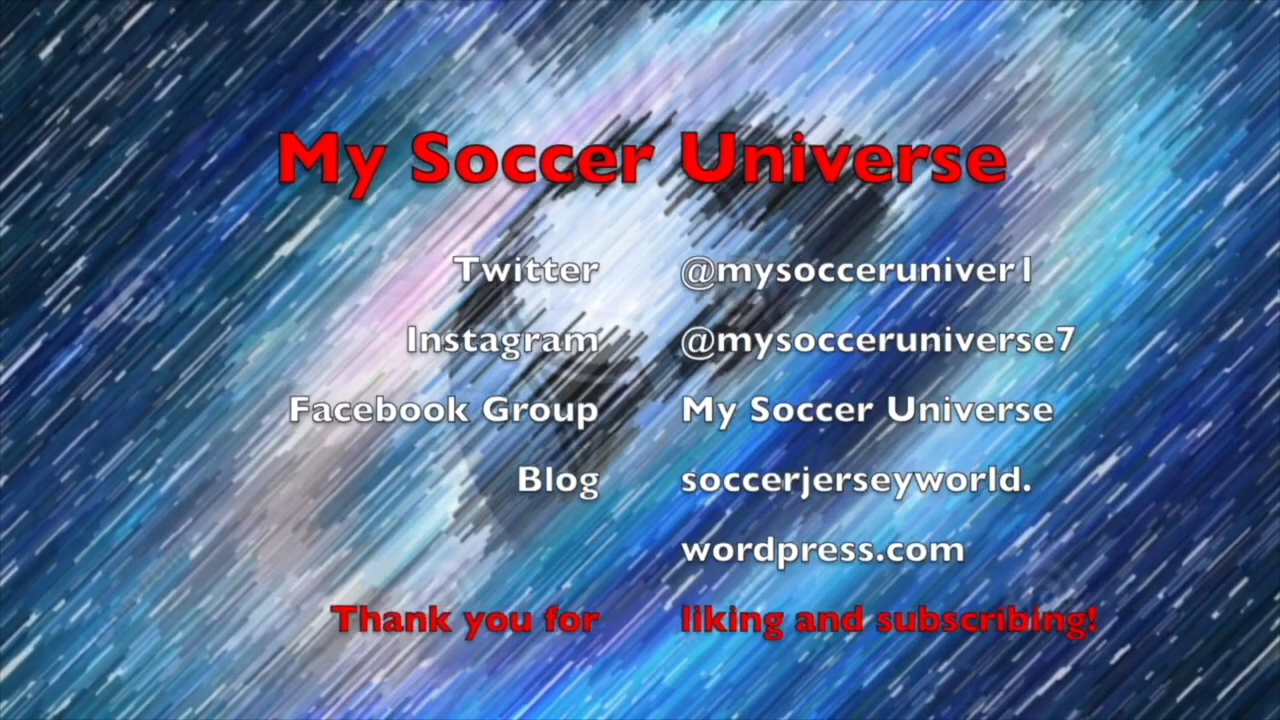 My Soccer Universe
Twitter @mysocceruniver1
Instagram @mysocceruniverse7
Facebook Group My Soccer Universe
Blog soccerjerseyworld.
wordpress.com
Thank you for liking and subscribing!